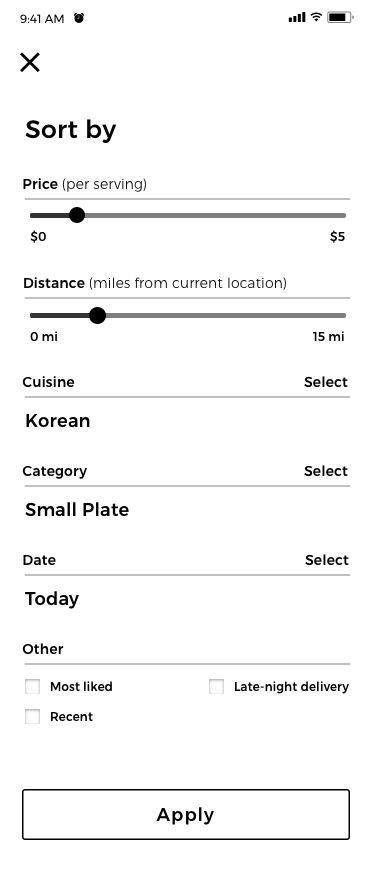 9:41 AM
Sort by
Price (per serving)
$0 $5
Distance (miles from current location)
0 mi 15 mi
Cuisine Select
Korean
Category Select
Small Plate
Date Select
Today
Other
Most liked Late-night delivery
Recent
Apply